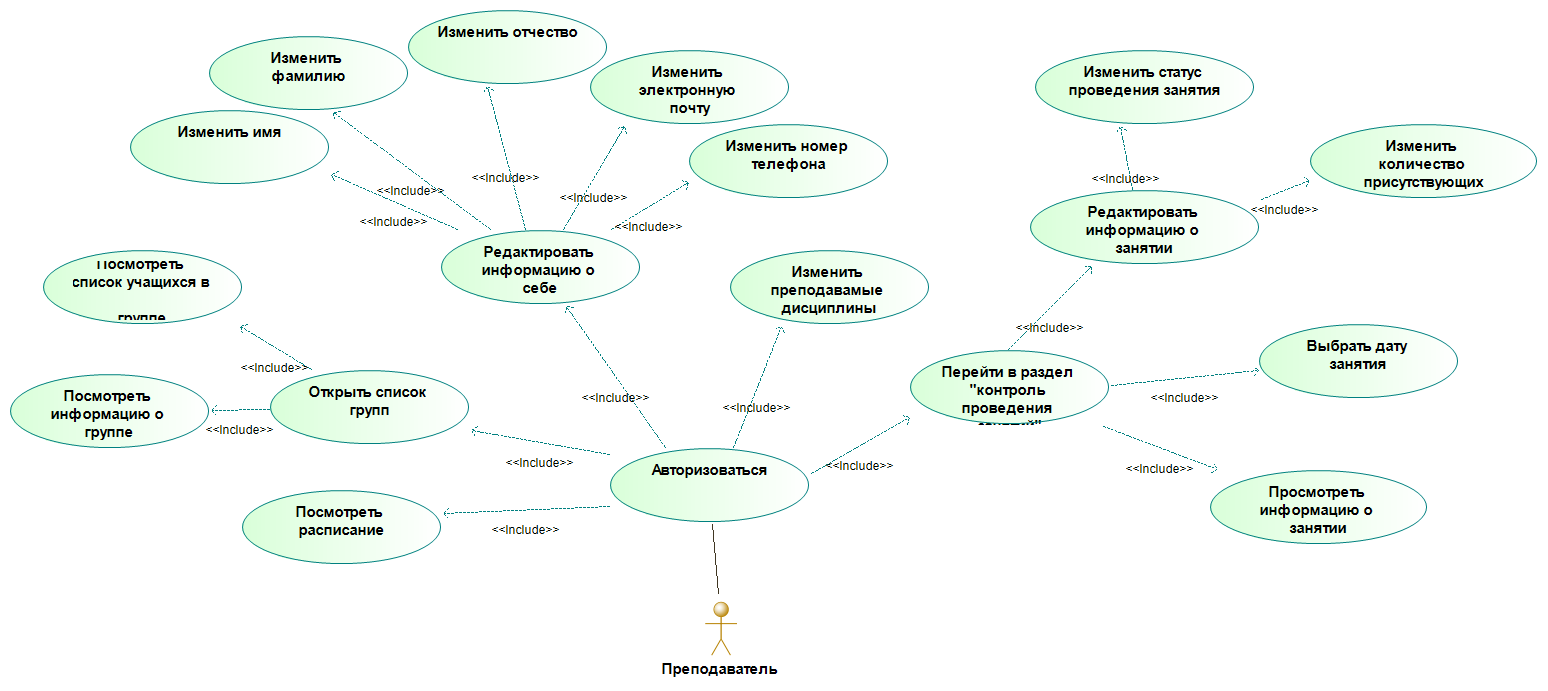 Изменить отчество
Изменить
фамилию
Изменить
электронную
почту
Изменить статус
проведения занятия
Изменить имя
Изменить номер
телефона
Изменить
количество
присутствующих
<<Include>>
<<Include>>
<<Include>>
<<Include>>
<<Include>>
<<Include>>
<<Include>>
Редактировать
информацию о
себе
Редактировать
информацию о
занятии
Посмотреть
список учащихся в
группе
Изменить
преподавамые
дисциплины
<<Include>>
Выбрать дату
занятия
<<Include>>
Перейти в раздел
"контроль
проведения
Посмотреть
информацию о
группе
Открыть список
групп
<<Include>>
<<Include>>
<<Include>>
<<Include>>
<<Include>>
<<Include>>
<<Include>>
Авторизоваться
Просмотреть
информацию о
занятии
Посмотреть
расписание
<<Include>>
Преподаватель